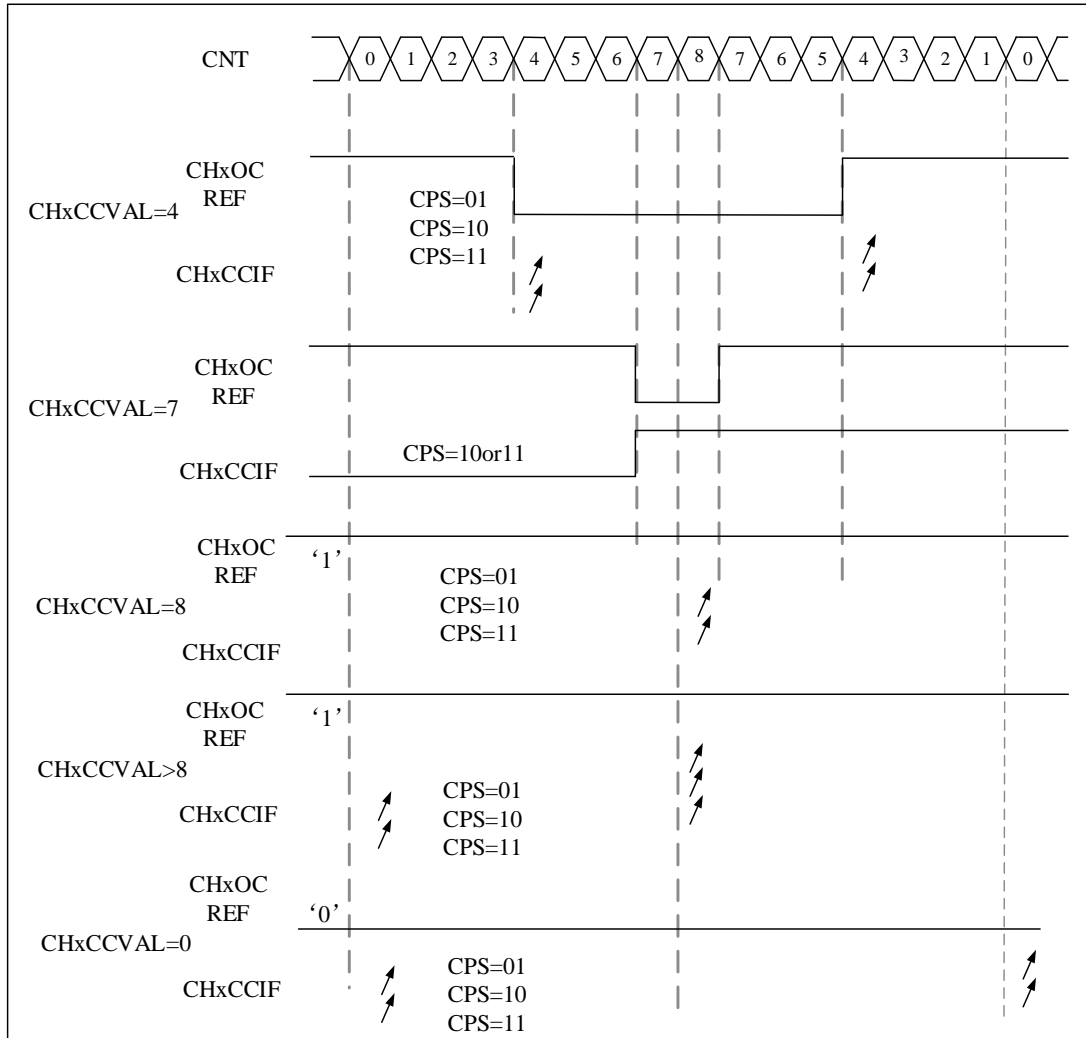 CNT 0 1 2 3 4 5 6 7 8 7 6 5 4 3 2 1 0
CHxOC
REF
CHxCCVAL=4
CHxCCIF
CPS=01
CPS=10
CPS=11
CHxOC
REF
CHxCCVAL=7
CHxCCIF
CPS=10or11
CHxOC
REF
‘1’
CHxCCVAL=8
CHxCCIF
CPS=01
CPS=10
CPS=11
CHxOC
REF
‘1’
CHxCCVAL>8
CHxCCIF
CPS=01
CPS=10
CPS=11
CHxOC
REF
‘0’
CHxCCVAL=0
CHxCCIF
CPS=01
CPS=10
CPS=11